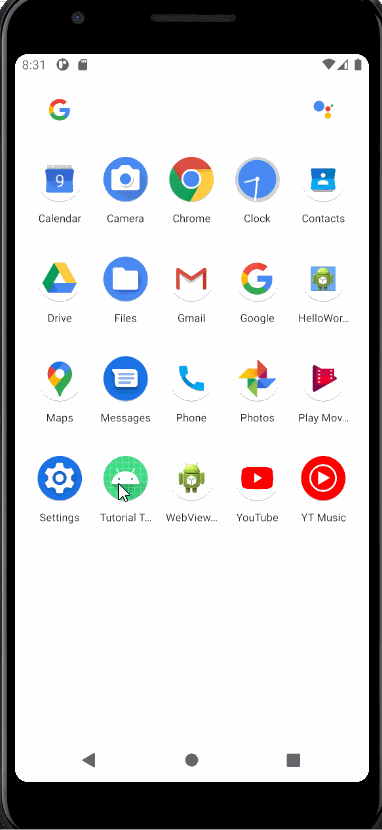 8:31
9
Calendar Camera Chrome Clock Contacts
Drive Files Gmail Google HelloWor...
Maps Messages Phone Photos Play Mov...
Settings Tutorial T... WebView... YouTube YT Music